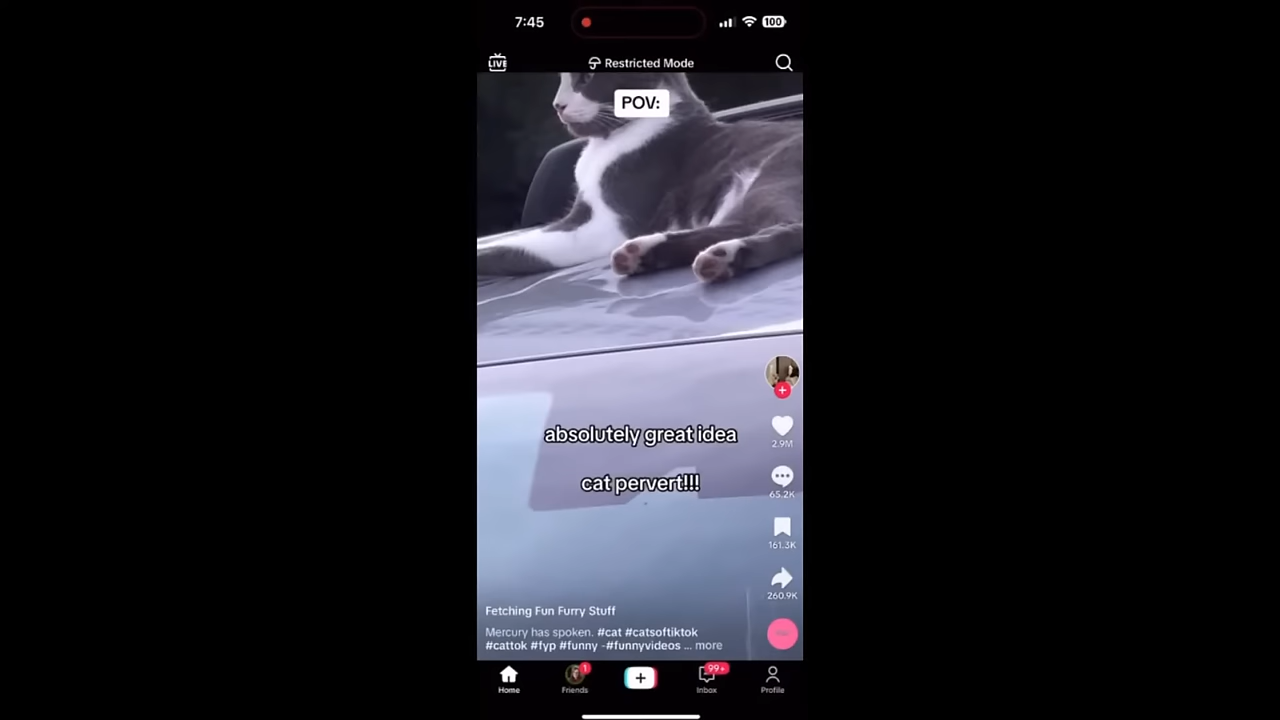 7:45
100
LIVE
Restricted Mode
POV:
absolutely great idea
cat pervert!!!
2.9M
65.2K
161.3K
260.9K
Fetching Fun Furry Stuff
Mercury has spoken. #cat #catsoftiktok
#cattok #fyp #funny -#funnyvideos ... more
1
99+
Home
Friends
Inbox
Profile